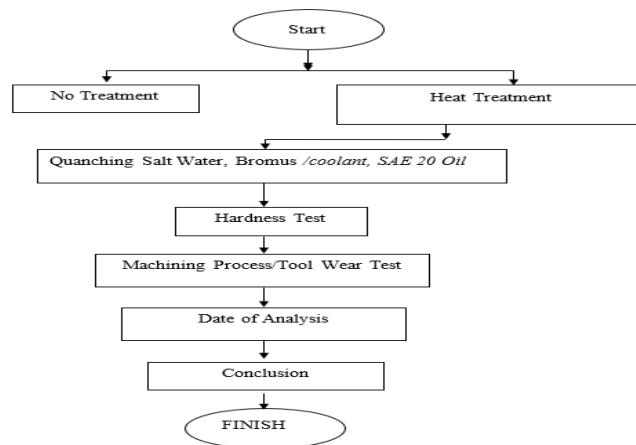 Start
No Treatment
Heat Treatment
Quanching Salt Water, Bromus /coolant, SAE 20 Oil
Hardness Test
Machining Process/Tool Wear Test
Date of Analysis
Conclusion
FINISH